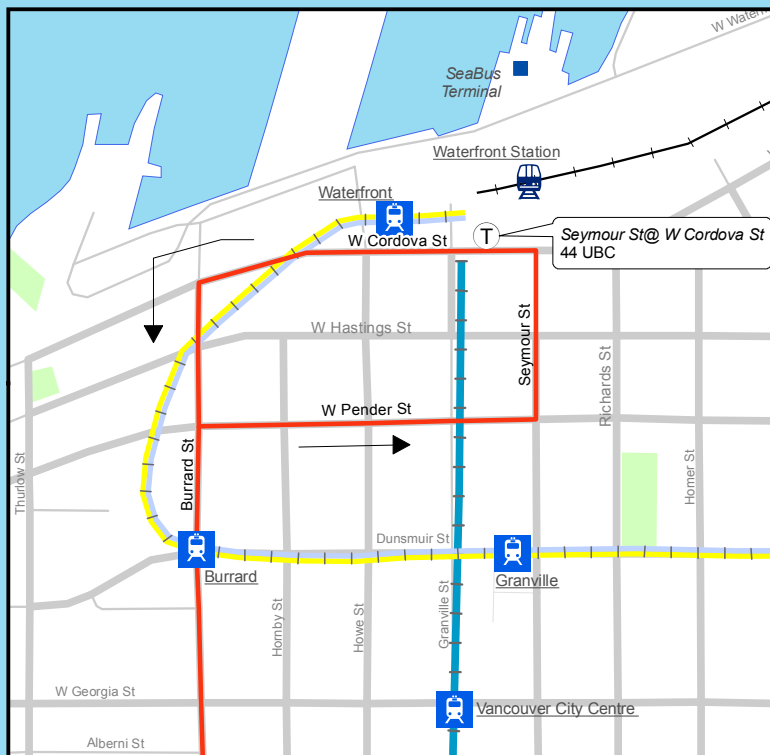 W Waterf
SeaBus
Terminal
Waterfront Station
Waterfront
W Cordova St
T
Seymour St@ W Cordova St
44 UBC
W Hastings St
Seymour St
Richards St
W Pender St
Burrard St
Thurlow St
Homer St
Dunsmuir St
Burrard
Granville
Hornby St
Howe St
Granville St
W Georgia St
Vancouver City Centre
Alberni St